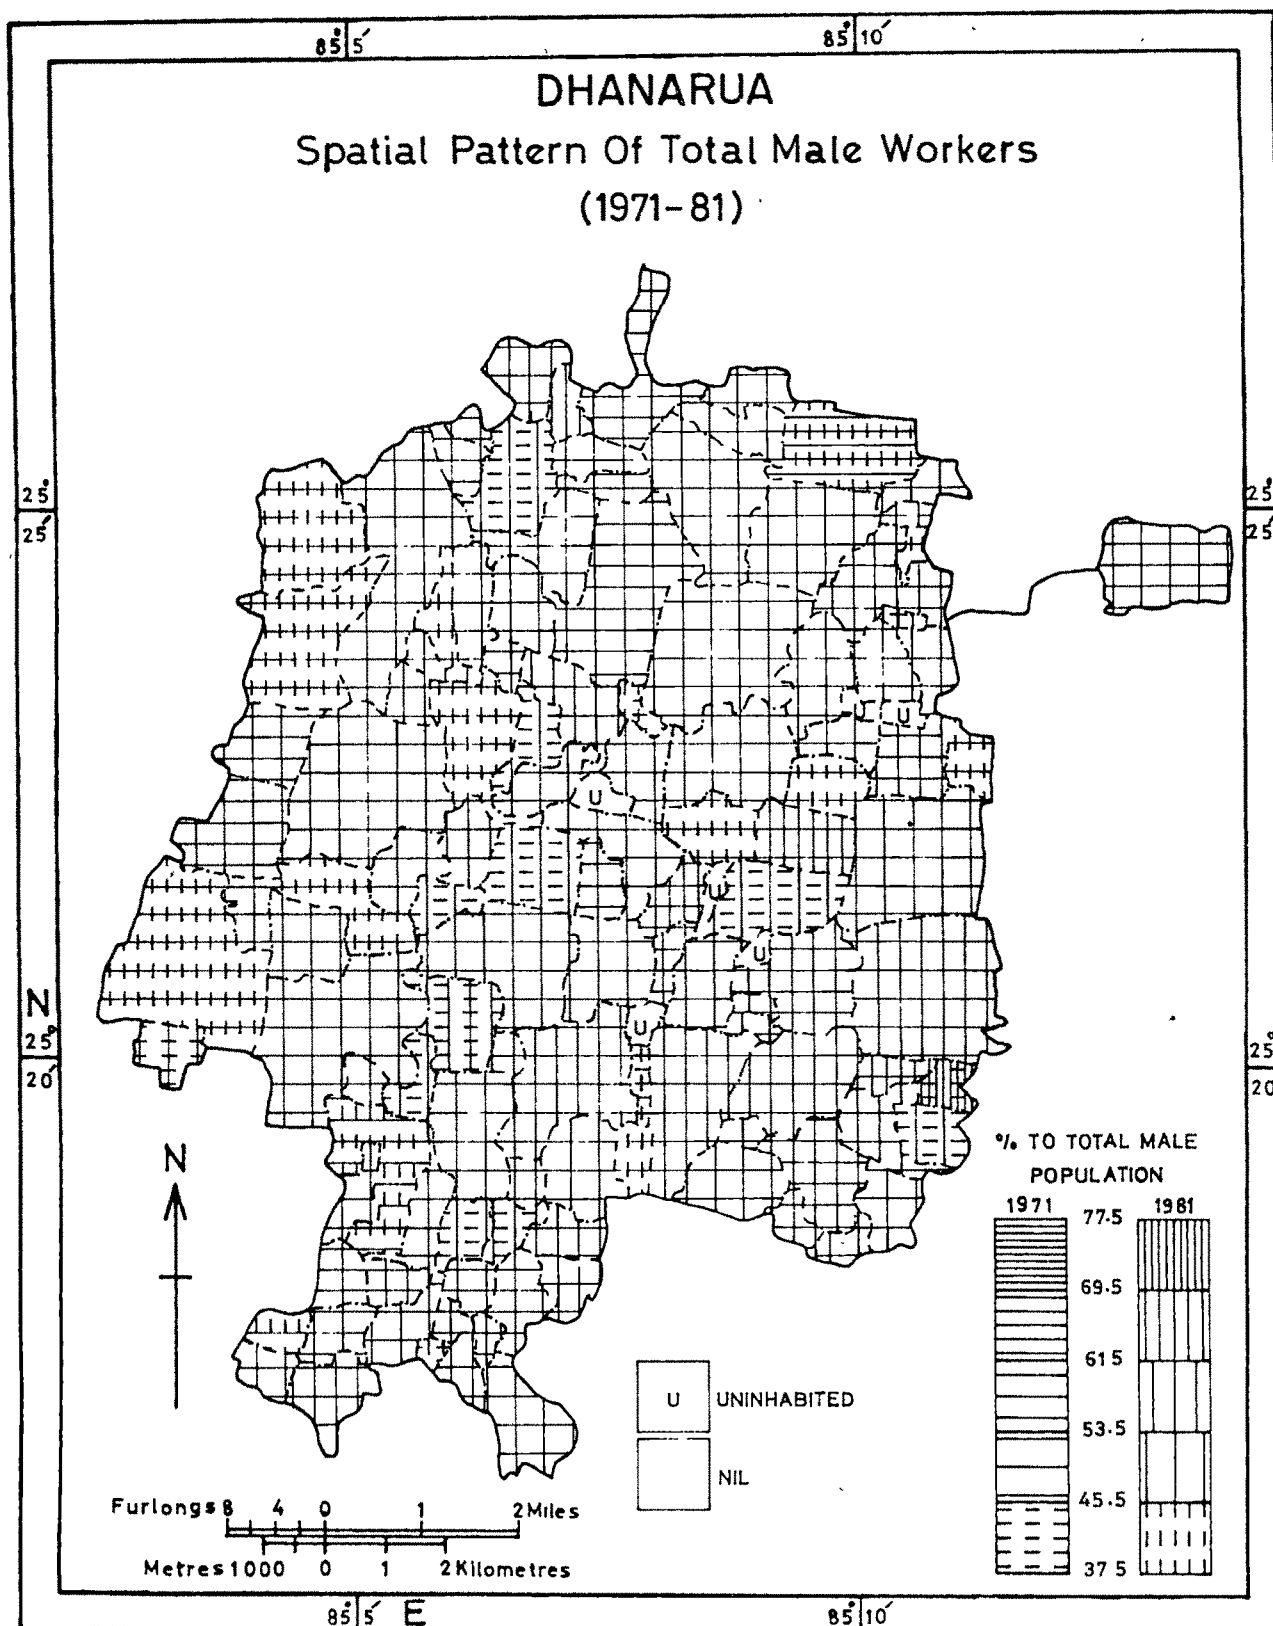 85° 5′ 85° 10′
DHANARUA
Spatial Pattern Of Total Male Workers
(1971-81)
25° 25°
25′ 25′
U
U
U
U
U
U
N
25° 25°
20′ 20′
N
% TO TOTAL MALE
POPULATION
1971 77.5 1981
69.5
61.5
53.5
45.5
37.5
U UNINHABITED
NIL
Furlongs 8 4 0 1 2 Miles
Metres 1000 0 1 2 Kilometres
85° 5′ E 85° 10′